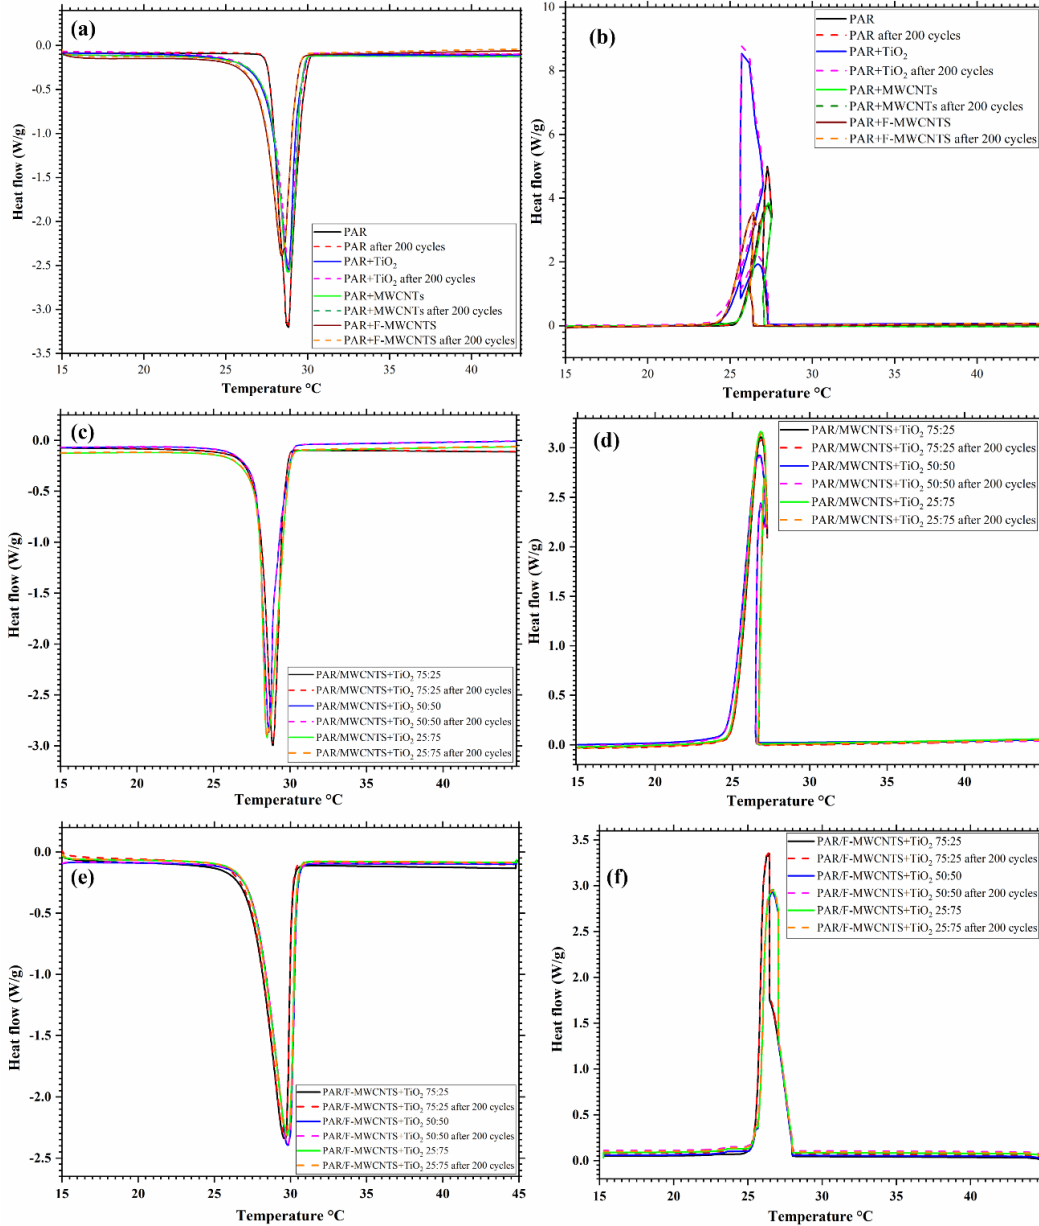 (a)
0.0
-0.5
-1.0
-1.5
-2.0
-2.5
-3.0
-3.5
Heat flow (W/g)
PAR
PAR after 200 cycles
PAR+TiO2
PAR+TiO2 after 200 cycles
PAR+MWCNTs
PAR+MWCNTs after 200 cycles
PAR+F-MWCNTS
PAR+F-MWCNTS after 200 cycles
15 20 25 30 35 40
Temperature °C
(b)
10
8
6
4
2
0
Heat flow (W/g)
PAR
PAR after 200 cycles
PAR+TiO2
PAR+TiO2 after 200 cycles
PAR+MWCNTs
PAR+MWCNTs after 200 cycles
PAR+F-MWCNTS
PAR+F-MWCNTS after 200 cycles
15 20 25 30 35 40
Temperature °C
(c)
0.0
-0.5
-1.0
-1.5
-2.0
-2.5
-3.0
Heat flow (W/g)
PAR/MWCNTS+TiO2 75:25
PAR/MWCNTS+TiO2 75:25 after 200 cycles
PAR/MWCNTS+TiO2 50:50
PAR/MWCNTS+TiO2 50:50 after 200 cycles
PAR/MWCNTS+TiO2 25:75
PAR/MWCNTS+TiO2 25:75 after 200 cycles
15 20 25 30 35 40 45
Temperature °C
(d)
3.0
2.5
2.0
1.5
1.0
0.5
0.0
Heat flow (W/g)
PAR/MWCNTS+TiO2 75:25
PAR/MWCNTS+TiO2 75:25 after 200 cycles
PAR/MWCNTS+TiO2 50:50
PAR/MWCNTS+TiO2 50:50 after 200 cycles
PAR/MWCNTS+TiO2 25:75
PAR/MWCNTS+TiO2 25:75 after 200 cycles
15 20 25 30 35 40
Temperature °C
(e)
0.0
-0.5
-1.0
-1.5
-2.0
-2.5
Heat flow (W/g)
PAR/F-MWCNTS+TiO2 75:25
PAR/F-MWCNTS+TiO2 75:25 after 200 cycles
PAR/F-MWCNTS+TiO2 50:50
PAR/F-MWCNTS+TiO2 50:50 after 200 cycles
PAR/F-MWCNTS+TiO2 25:75
PAR/F-MWCNTS+TiO2 25:75 after 200 cycles
15 20 25 30 35 40 45
Temperature °C
(f)
3.5
3.0
2.5
2.0
1.5
1.0
0.5
0.0
Heat flow (W/g)
PAR/F-MWCNTS+TiO2 75:25
PAR/F-MWCNTS+TiO2 75:25 after 200 cycles
PAR/F-MWCNTS+TiO2 50:50
PAR/F-MWCNTS+TiO2 50:50 after 200 cycles
PAR/F-MWCNTS+TiO2 25:75
PAR/F-MWCNTS+TiO2 25:75 after 200 cycles
15 20 25 30 35 40 45
Temperature °C